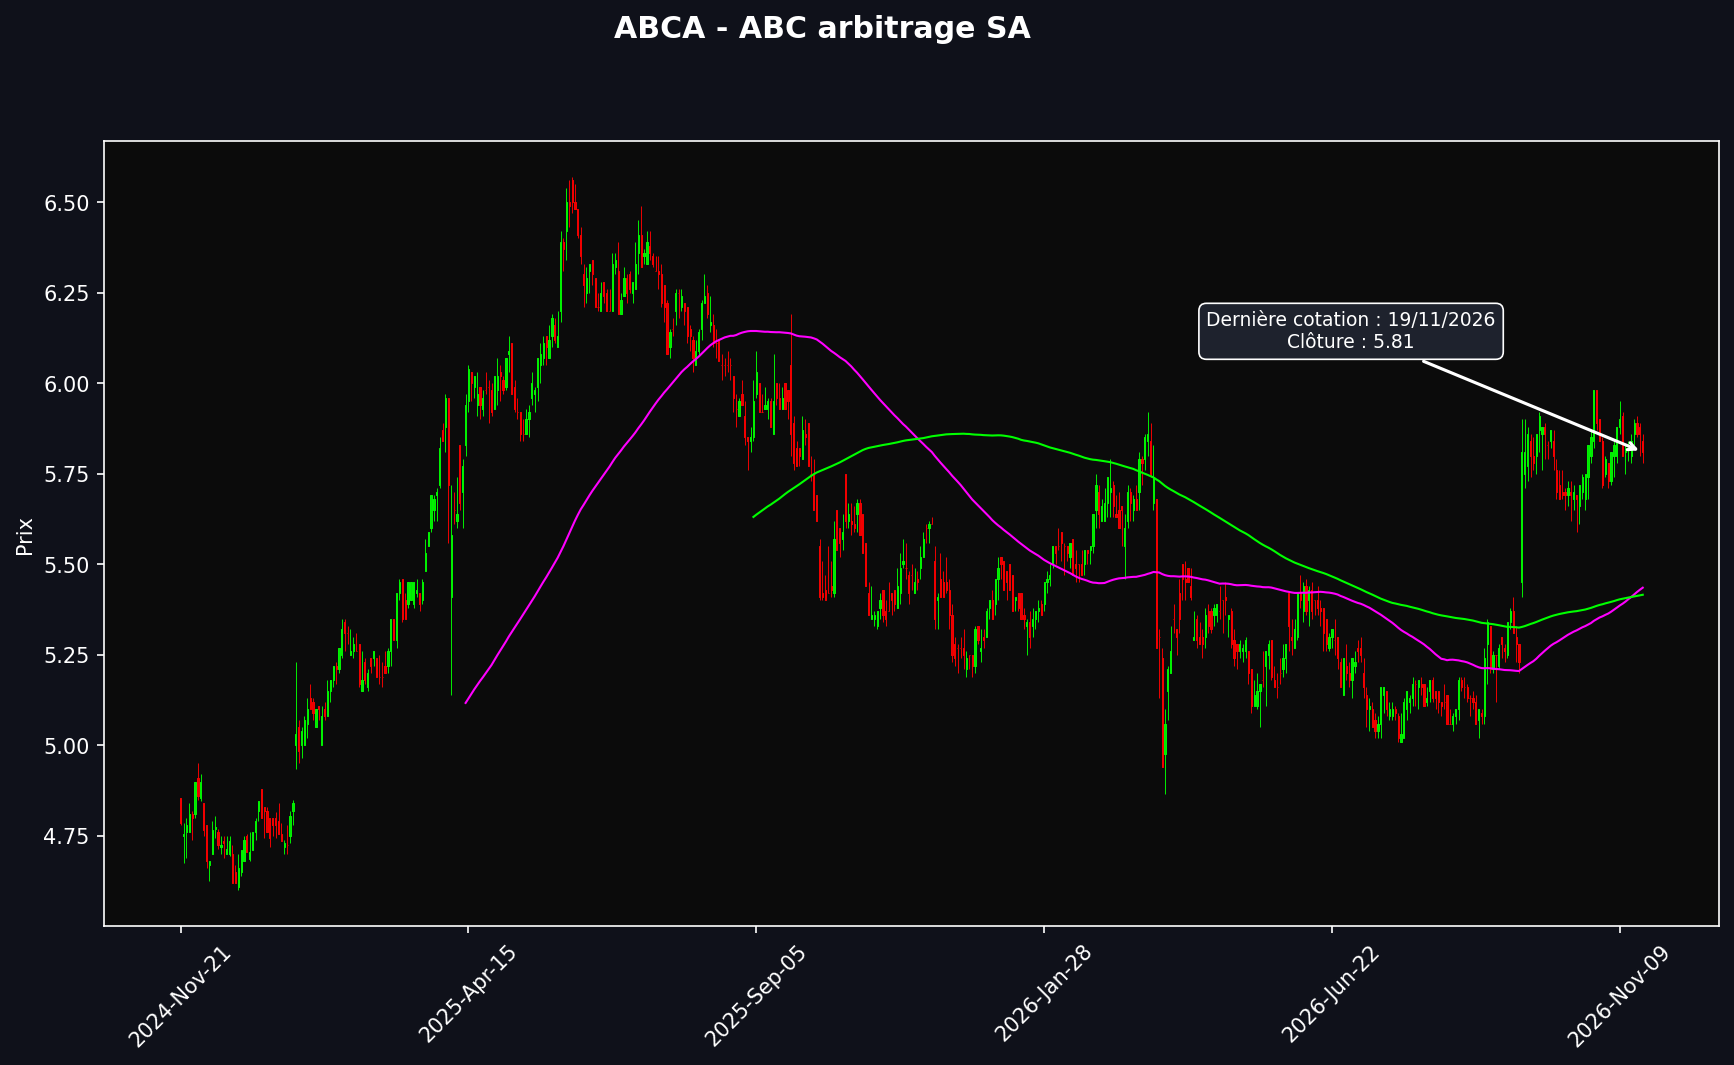 ABCA - ABC arbitrage SA
Prix
6.50
6.25
6.00
5.75
5.50
5.25
5.00
4.75
Dernière cotation : 19/11/2026
Clôture : 5.81
2024-Nov-21
2025-Apr-15
2025-Sep-05
2026-Jan-28
2026-Jun-22
2026-Nov-09